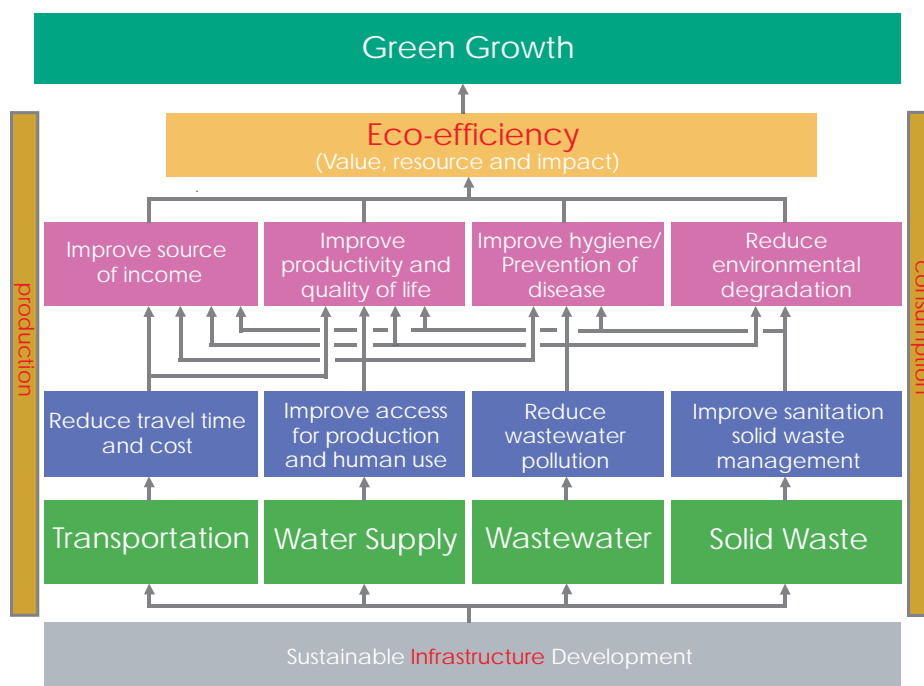 Green Growth
Eco-efficiency
(Value, resource and impact)
production
Consumption
Improve source
of income
Improve
productivity and
quality of life
Improve hygiene/
Prevention of
disease
Reduce
environmental
degradation
Reduce travel time
and cost
Improve access
for production
and human use
Reduce
wastewater
pollution
Improve sanitation
solid waste
management
Transportation
Water Supply
Wastewater
Solid Waste
Sustainable Infrastructure Development